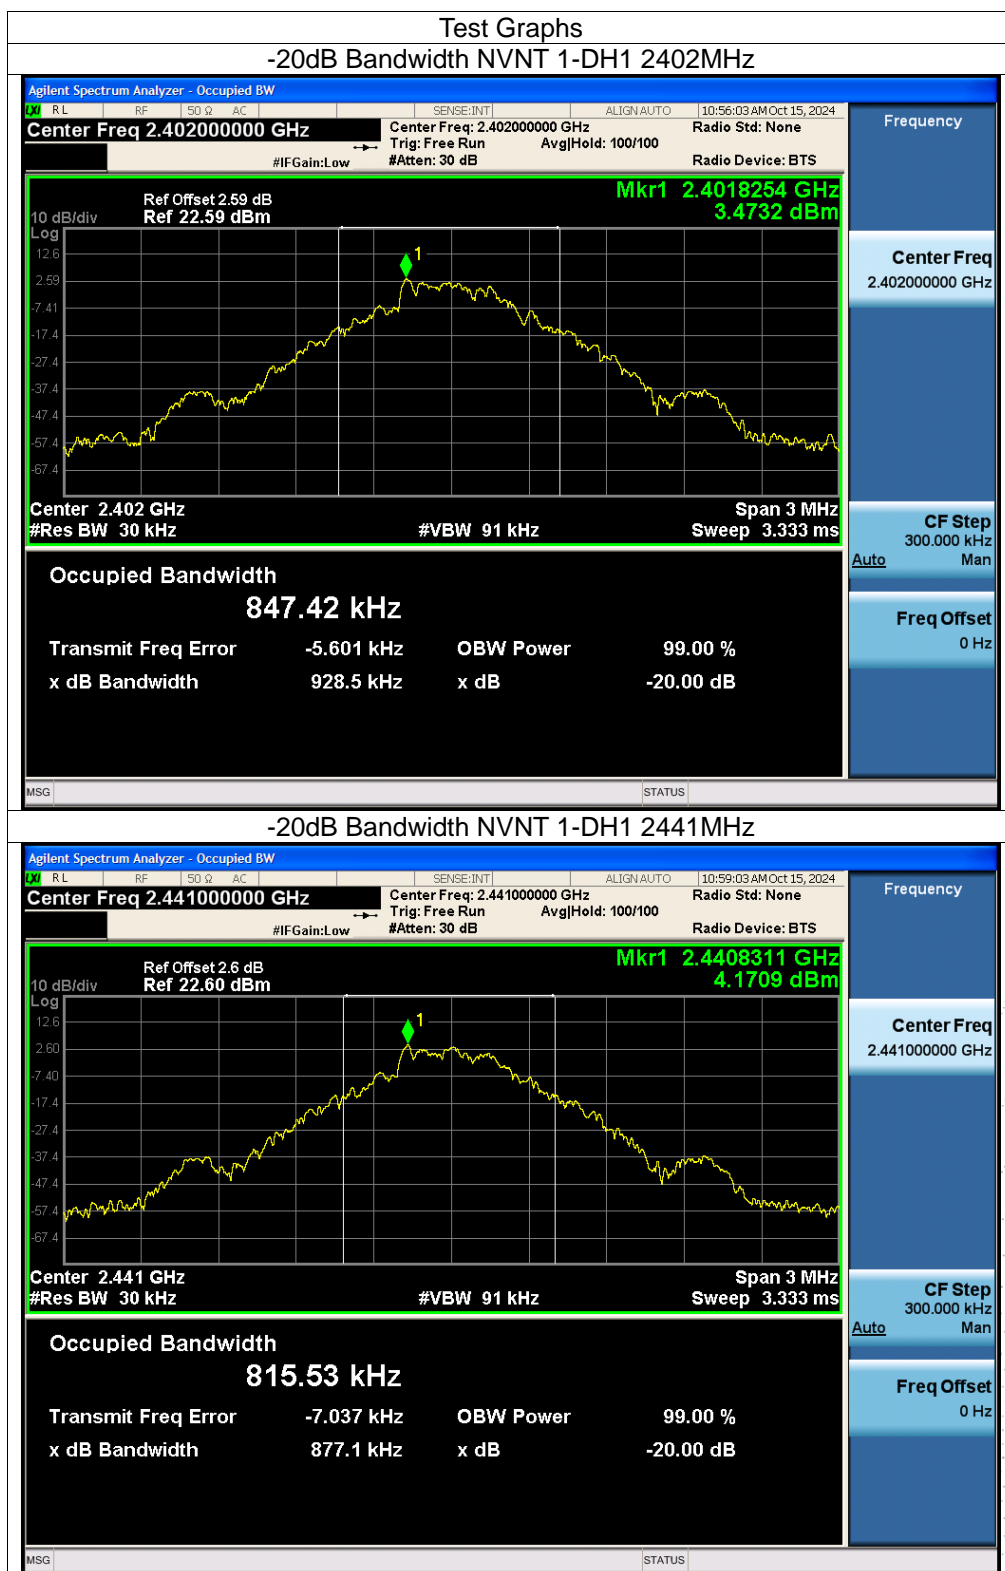 Test Graphs
-20dB Bandwidth NVNT 1-DH1 2402MHz
Agilent Spectrum Analyzer - Occupied BW
LXI RL RF 50 Ω AC SENSE:INT ALIGN AUTO 10:56:03 AM Oct 15, 2024
Center Freq 2.402000000 GHz
Center Freq: 2.402000000 GHz
Radio Std: None
Trig: Free Run Avg|Hold: 100/100
#IFGain:Low #Atten: 30 dB Radio Device: BTS
Frequency
Mkr1 2.4018254 GHz
3.4732 dBm
Ref Offset 2.59 dB
10 dB/div Ref 22.59 dBm
Log
12.6
2.59
-7.41
-17.4
-27.4
-37.4
-47.4
-57.4
-67.4
1
Center 2.402 GHz Span 3 MHz
#Res BW 30 kHz #VBW 91 kHz Sweep 3.333 ms
Occupied Bandwidth
847.42 kHz
Transmit Freq Error -5.601 kHz OBW Power 99.00 %
x dB Bandwidth 928.5 kHz x dB -20.00 dB
Center Freq
2.402000000 GHz
CF Step
300.000 kHz
Auto Man
Freq Offset
0 Hz
MSG STATUS
-20dB Bandwidth NVNT 1-DH1 2441MHz
Agilent Spectrum Analyzer - Occupied BW
LXI RL RF 50 Ω AC SENSE:INT ALIGN AUTO 10:59:03 AM Oct 15, 2024
Center Freq 2.441000000 GHz
Center Freq: 2.441000000 GHz
Radio Std: None
Trig: Free Run Avg|Hold: 100/100
#IFGain:Low #Atten: 30 dB Radio Device: BTS
Frequency
Mkr1 2.4408311 GHz
4.1709 dBm
Ref Offset 2.6 dB
10 dB/div Ref 22.60 dBm
Log
12.6
2.60
-7.40
-17.4
-27.4
-37.4
-47.4
-57.4
-67.4
1
Center 2.441 GHz Span 3 MHz
#Res BW 30 kHz #VBW 91 kHz Sweep 3.333 ms
Occupied Bandwidth
815.53 kHz
Transmit Freq Error -7.037 kHz OBW Power 99.00 %
x dB Bandwidth 877.1 kHz x dB -20.00 dB
Center Freq
2.441000000 GHz
CF Step
300.000 kHz
Auto Man
Freq Offset
0 Hz
MSG STATUS